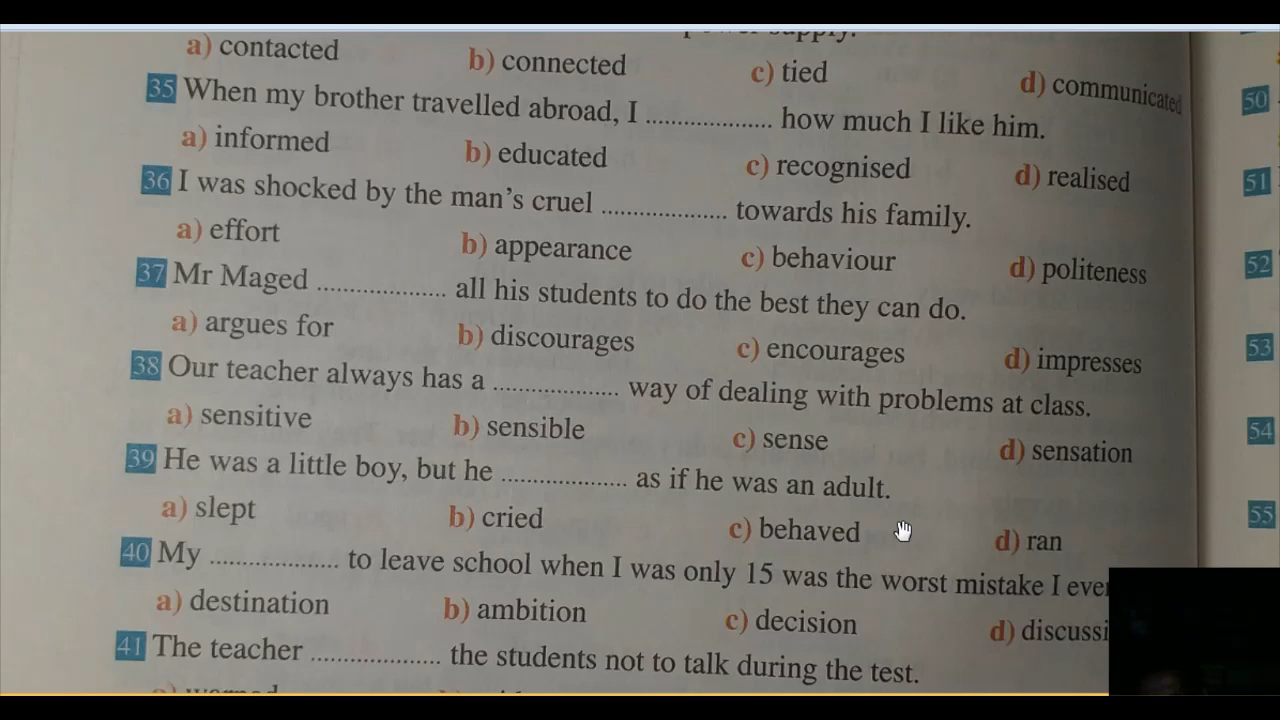 supply.
a) contacted b) connected c) tied d) communicated
35 When my brother travelled abroad, I .................... how much I like him.
a) informed b) educated c) recognised d) realised
36 I was shocked by the man's cruel .................... towards his family.
a) effort b) appearance c) behaviour d) politeness
37 Mr Maged .................... all his students to do the best they can do.
a) argues for b) discourages c) encourages d) impresses
38 Our teacher always has a .................... way of dealing with problems at class.
a) sensitive b) sensible c) sense d) sensation
39 He was a little boy, but he .................... as if he was an adult.
a) slept b) cried c) behaved d) ran
40 My .................... to leave school when I was only 15 was the worst mistake I ever
a) destination b) ambition c) decision d) discussi
41 The teacher .................... the students not to talk during the test.
50
51
52
53
54
55